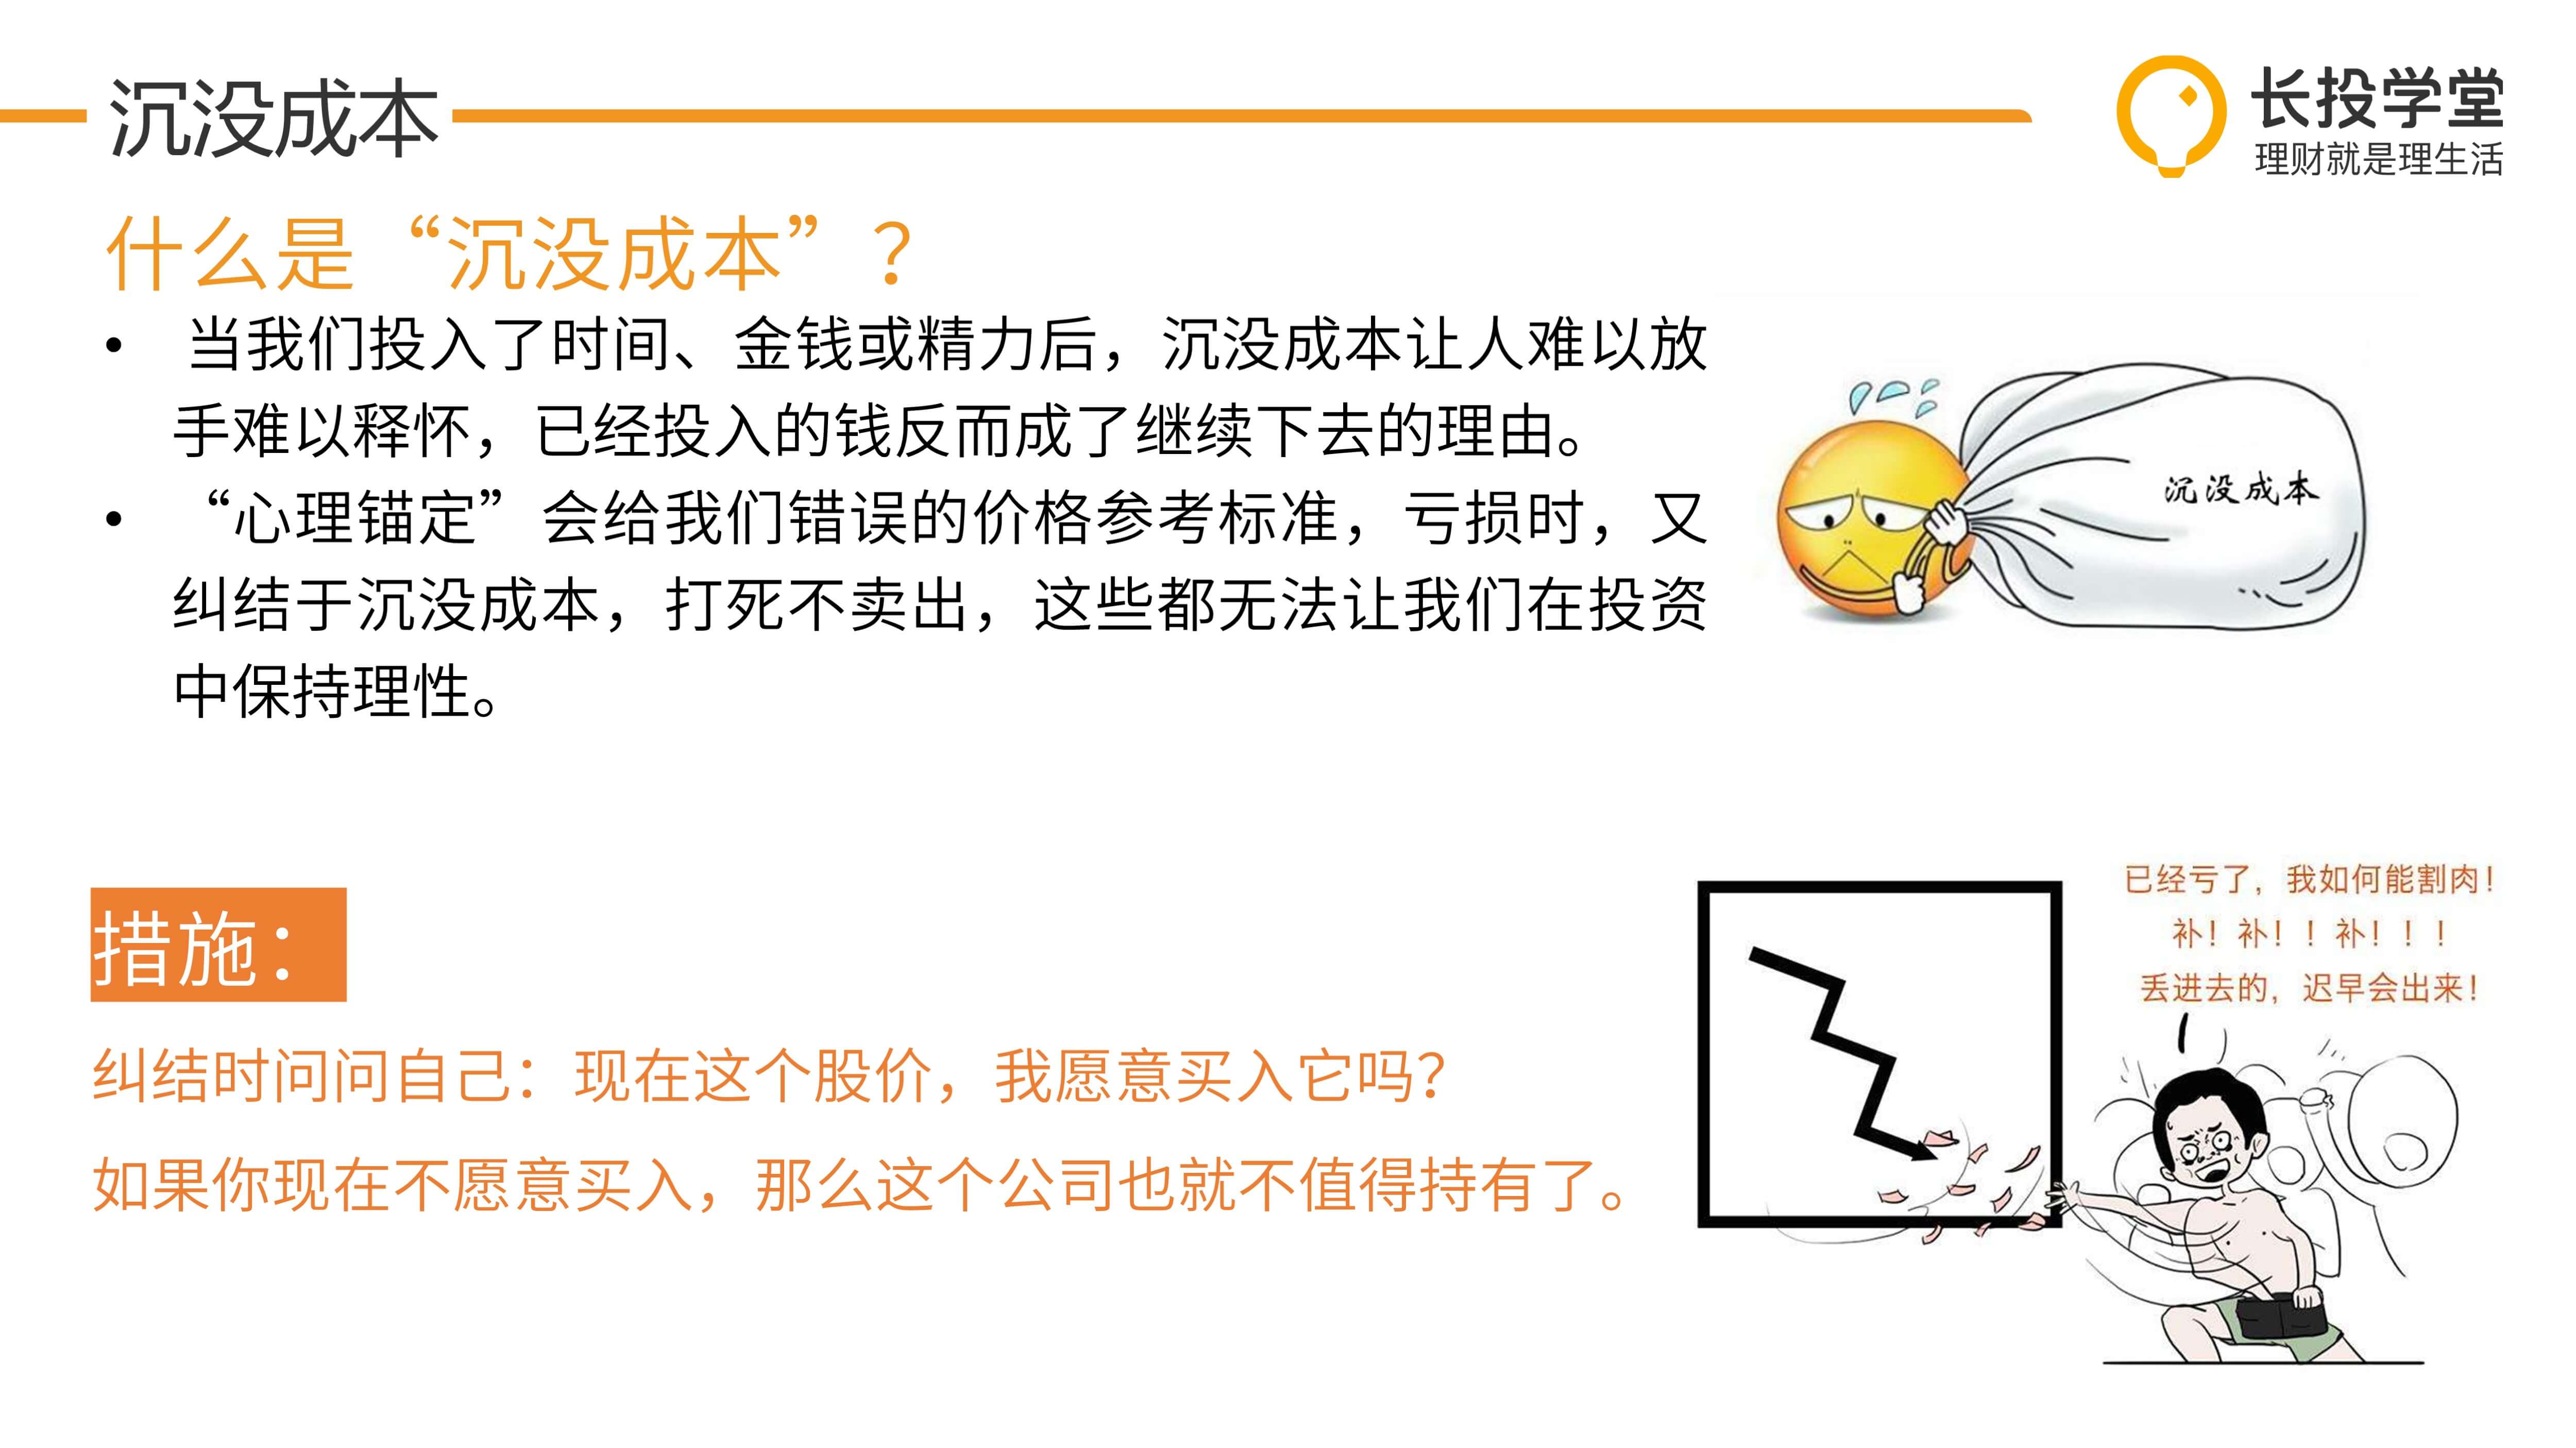 沉没成本
长投学堂
理财就是理生活
什么是“沉没成本”？
• 当我们投入了时间、金钱或精力后，沉没成本让人难以放
手难以释怀，已经投入的钱反而成了继续下去的理由。
• “心理锚定”会给我们错误的价格参考标准，亏损时，又
纠结于沉没成本，打死不卖出，这些都无法让我们在投资
中保持理性。
沉没成本
措施：
纠结时问问自己：现在这个股价，我愿意买入它吗？
如果你现在不愿意买入，那么这个公司也就不值得持有了。
已经亏了，我如何能割肉！
补！补！！补！！！
丢进去的，迟早会出来！